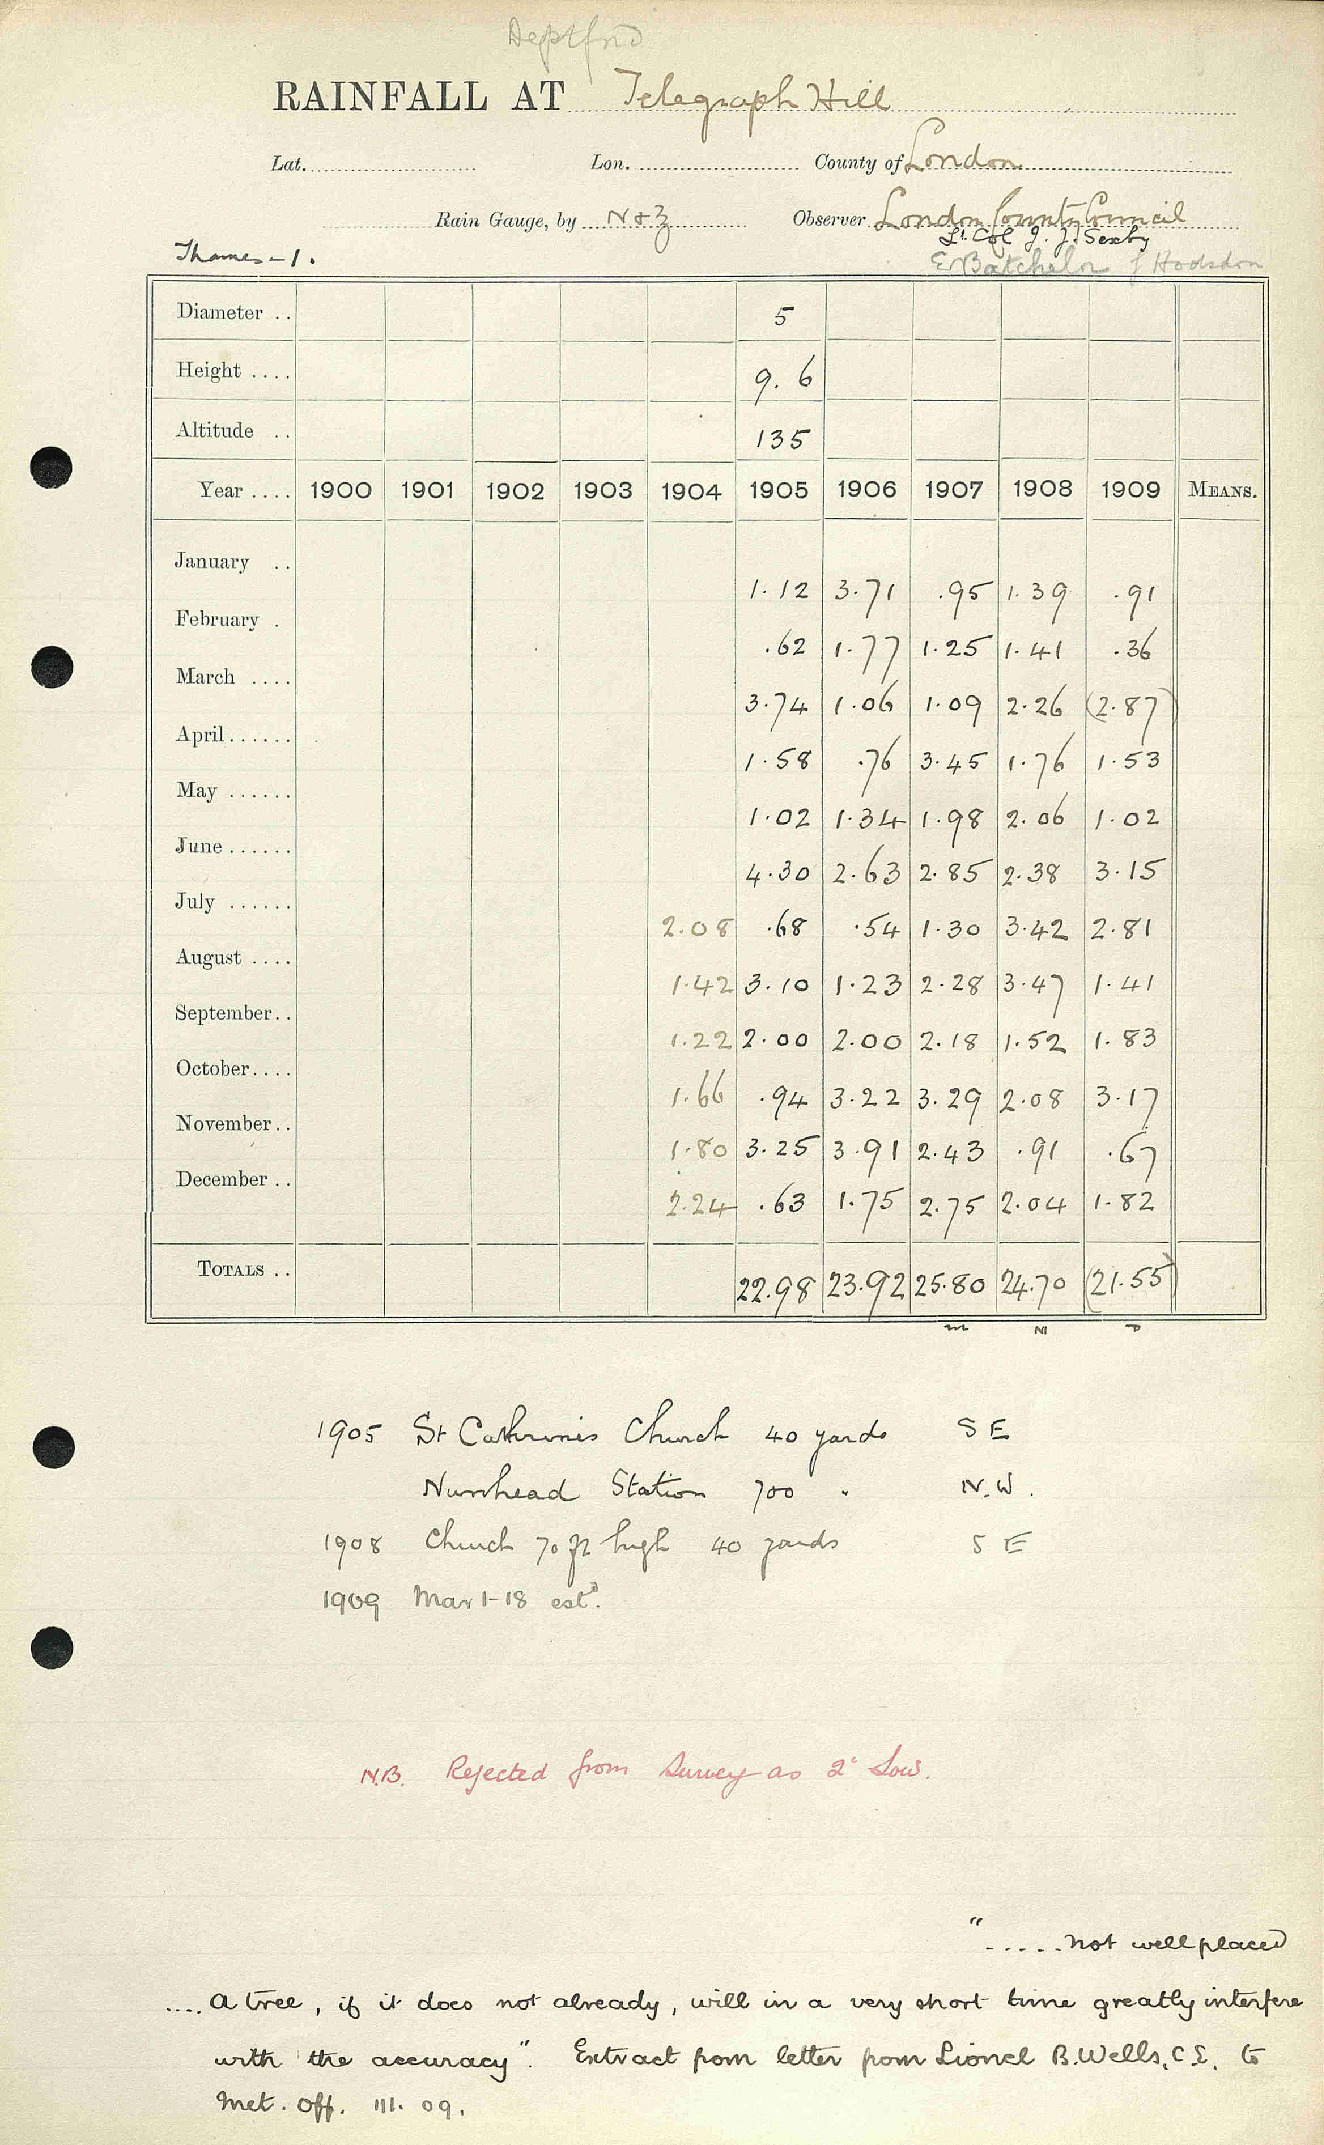 Deptford
RAINFALL AT Telegraph Hill
Lat. Lon. County of London
Rain Gauge, by N & Z Observer London County Council
Lt. Col J. J. Sexby
Thames - 1. E Batchelor J Hodsdon
Diameter .. 5
Height .... 9. 6
Altitude .. 135
Year .... 1900 1901 1902 1903 1904 1905 1906 1907 1908 1909 MEANS.
January .. 1.12 3.71 .95 1.39 .91
February . .62 1.77 1.25 1.41 .36
March .... 3.74 1.06 1.09 2.26 (2.87)
April...... 1.58 .76 3.45 1.76 1.53
May ...... 1.02 1.34 1.98 2.06 1.02
June ...... 4.30 2.63 2.85 2.38 3.15
July ...... 2.08 .68 .54 1.30 3.42 2.81
August .... 1.42 3.10 1.23 2.28 3.47 1.41
September.. 1.22 2.00 2.00 2.18 1.52 1.83
October.... 1.66 .94 3.22 3.29 2.08 3.17
November.. 1.80 3.25 3.91 2.43 .91 .67
December .. 2.24 .63 1.75 2.75 2.04 1.82
TOTALS .. 22.98 23.92 25.80 24.70 (21.55)
1905 St Cathrines Church 40 yards S E
Nunhead Station 700 " N.W.
1908 Church 70 ft high 40 yards S E
1909 Mar 1-18 estd.
N.B. Rejected from Survey as 2" low.
"..... not well placed
.... A tree, if it does not already, will in a very short time greatly interfere
with the accuracy". Extract from letter from Lionel B. Wells, C.E. to
Met. Off. III. 09.